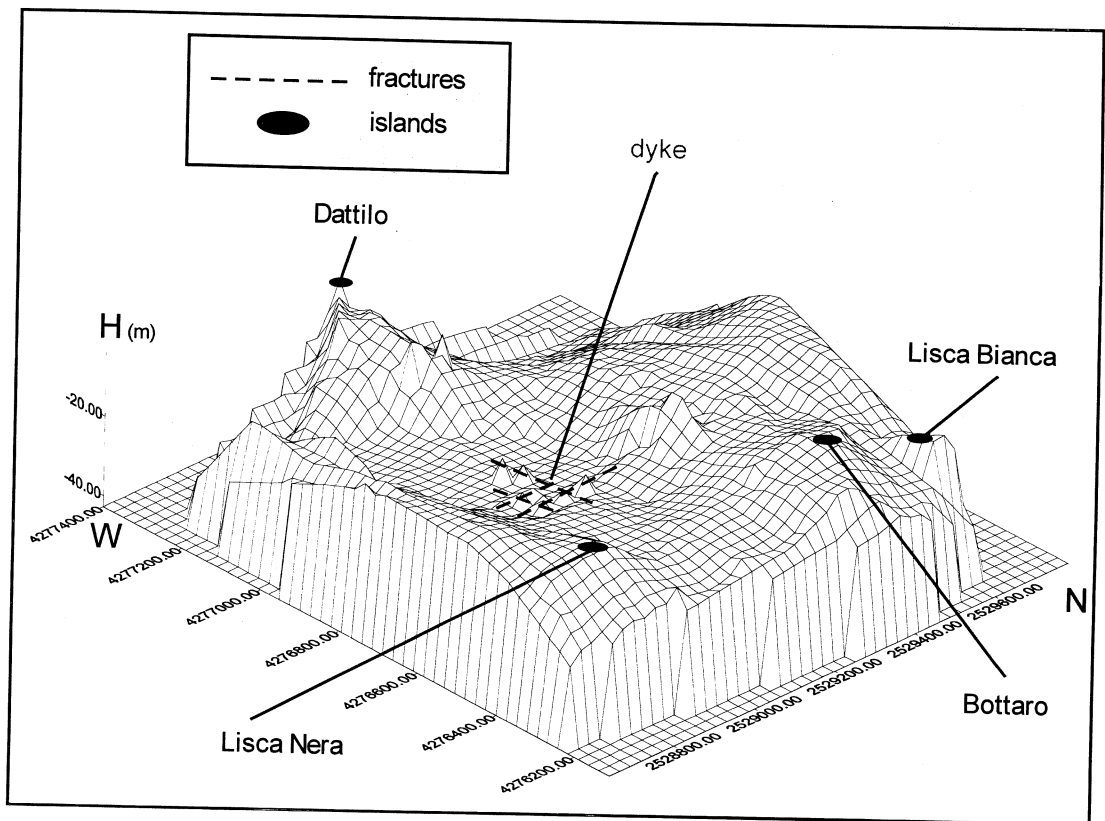 fractures
islands
dyke
Dattilo
H (m)
Lisca Bianca
-20.00
-40.00
4277400.00
W
4277200.00
4277000.00
4276800.00
4276600.00
4276400.00
4276200.00
2528800.00
2529000.00
2529200.00
2529400.00
2529600.00
N
Bottaro
Lisca Nera